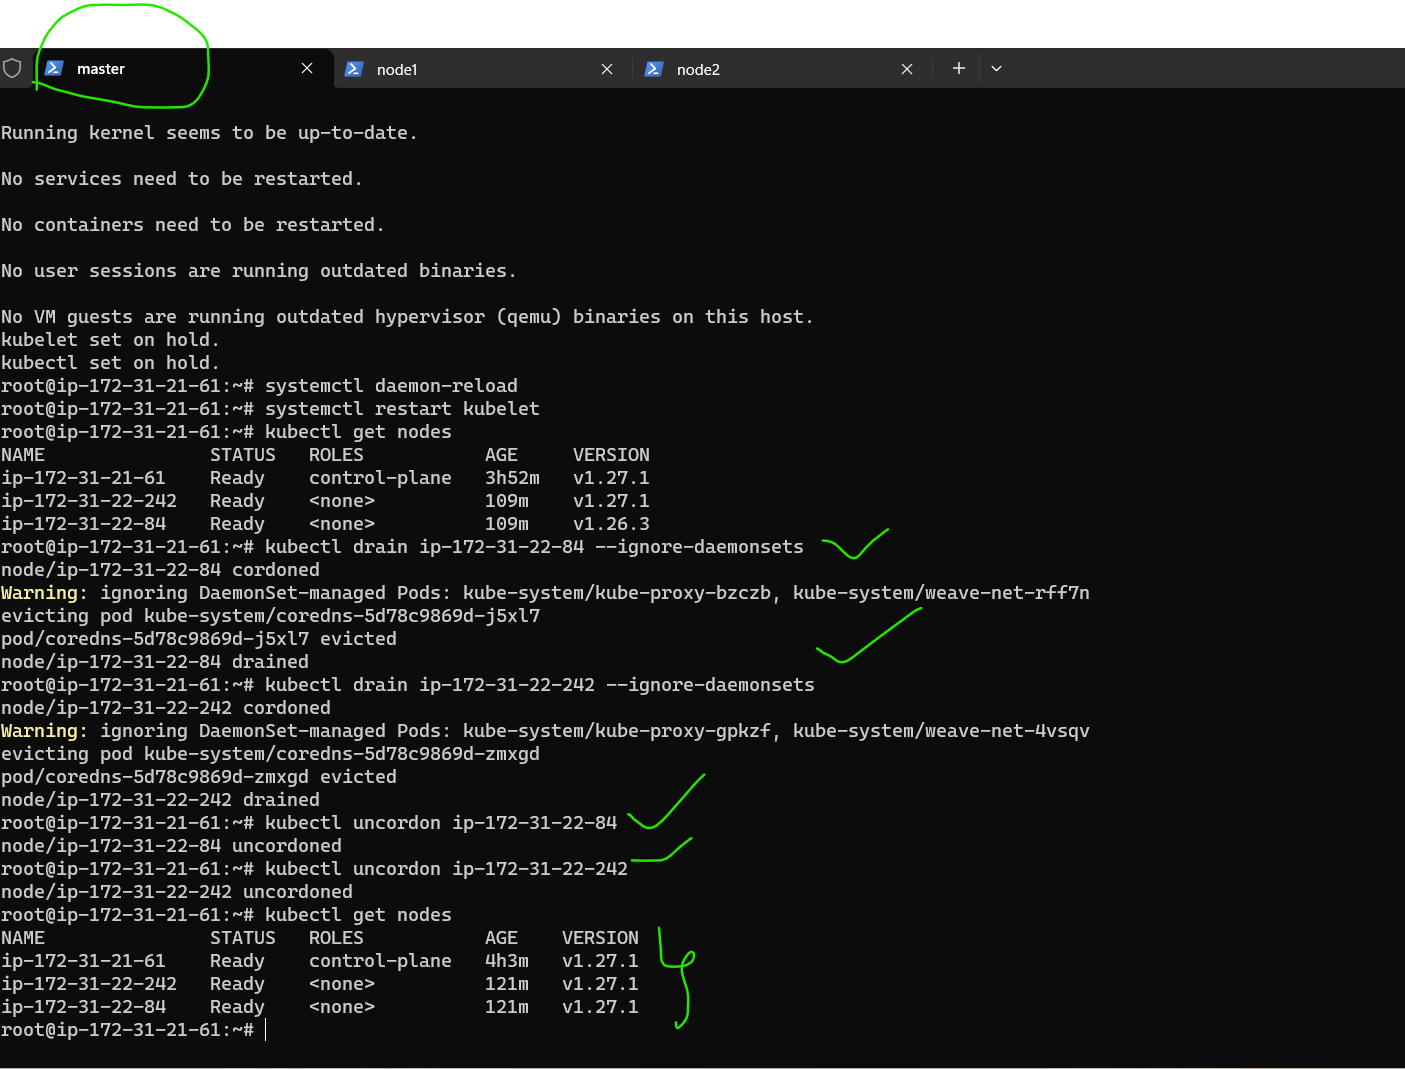 master node1 node2
Running kernel seems to be up-to-date.
No services need to be restarted.
No containers need to be restarted.
No user sessions are running outdated binaries.
No VM guests are running outdated hypervisor (qemu) binaries on this host.
kubelet set on hold.
kubectl set on hold.
root@ip-172-31-21-61:~# systemctl daemon-reload
root@ip-172-31-21-61:~# systemctl restart kubelet
root@ip-172-31-21-61:~# kubectl get nodes
NAME STATUS ROLES AGE VERSION
ip-172-31-21-61 Ready control-plane 3h52m v1.27.1
ip-172-31-22-242 Ready <none> 109m v1.27.1
ip-172-31-22-84 Ready <none> 109m v1.26.3
root@ip-172-31-21-61:~# kubectl drain ip-172-31-22-84 --ignore-daemonsets
node/ip-172-31-22-84 cordoned
Warning: ignoring DaemonSet-managed Pods: kube-system/kube-proxy-bzczb, kube-system/weave-net-rff7n
evicting pod kube-system/coredns-5d78c9869d-j5xl7
pod/coredns-5d78c9869d-j5xl7 evicted
node/ip-172-31-22-84 drained
root@ip-172-31-21-61:~# kubectl drain ip-172-31-22-242 --ignore-daemonsets
node/ip-172-31-22-242 cordoned
Warning: ignoring DaemonSet-managed Pods: kube-system/kube-proxy-gpkzf, kube-system/weave-net-4vsqv
evicting pod kube-system/coredns-5d78c9869d-zmxgd
pod/coredns-5d78c9869d-zmxgd evicted
node/ip-172-31-22-242 drained
root@ip-172-31-21-61:~# kubectl uncordon ip-172-31-22-84
node/ip-172-31-22-84 uncordoned
root@ip-172-31-21-61:~# kubectl uncordon ip-172-31-22-242
node/ip-172-31-22-242 uncordoned
root@ip-172-31-21-61:~# kubectl get nodes
NAME STATUS ROLES AGE VERSION
ip-172-31-21-61 Ready control-plane 4h3m v1.27.1
ip-172-31-22-242 Ready <none> 121m v1.27.1
ip-172-31-22-84 Ready <none> 121m v1.27.1
root@ip-172-31-21-61:~#